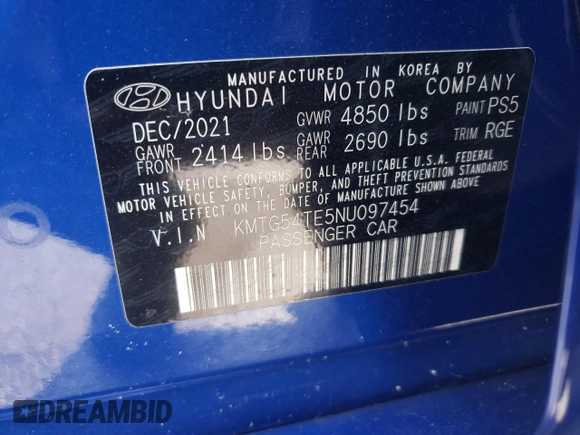 MANUFACTURED IN KOREA BY
HYUNDAI MOTOR COMPANY
DEC/2021 GVWR 4850 lbs PAINT PS5
GAWR FRONT 2414 lbs GAWR REAR 2690 lbs TRIM RGE
THIS VEHICLE CONFORMS TO ALL APPLICABLE U.S.A. FEDERAL
MOTOR VEHICLE SAFETY, BUMPER, AND THEFT PREVENTION STANDARDS
IN EFFECT ON THE DATE OF MANUFACTURE SHOWN ABOVE.
V.I.N KMTG54TE5NU097454
PASSENGER CAR
DREAMBID